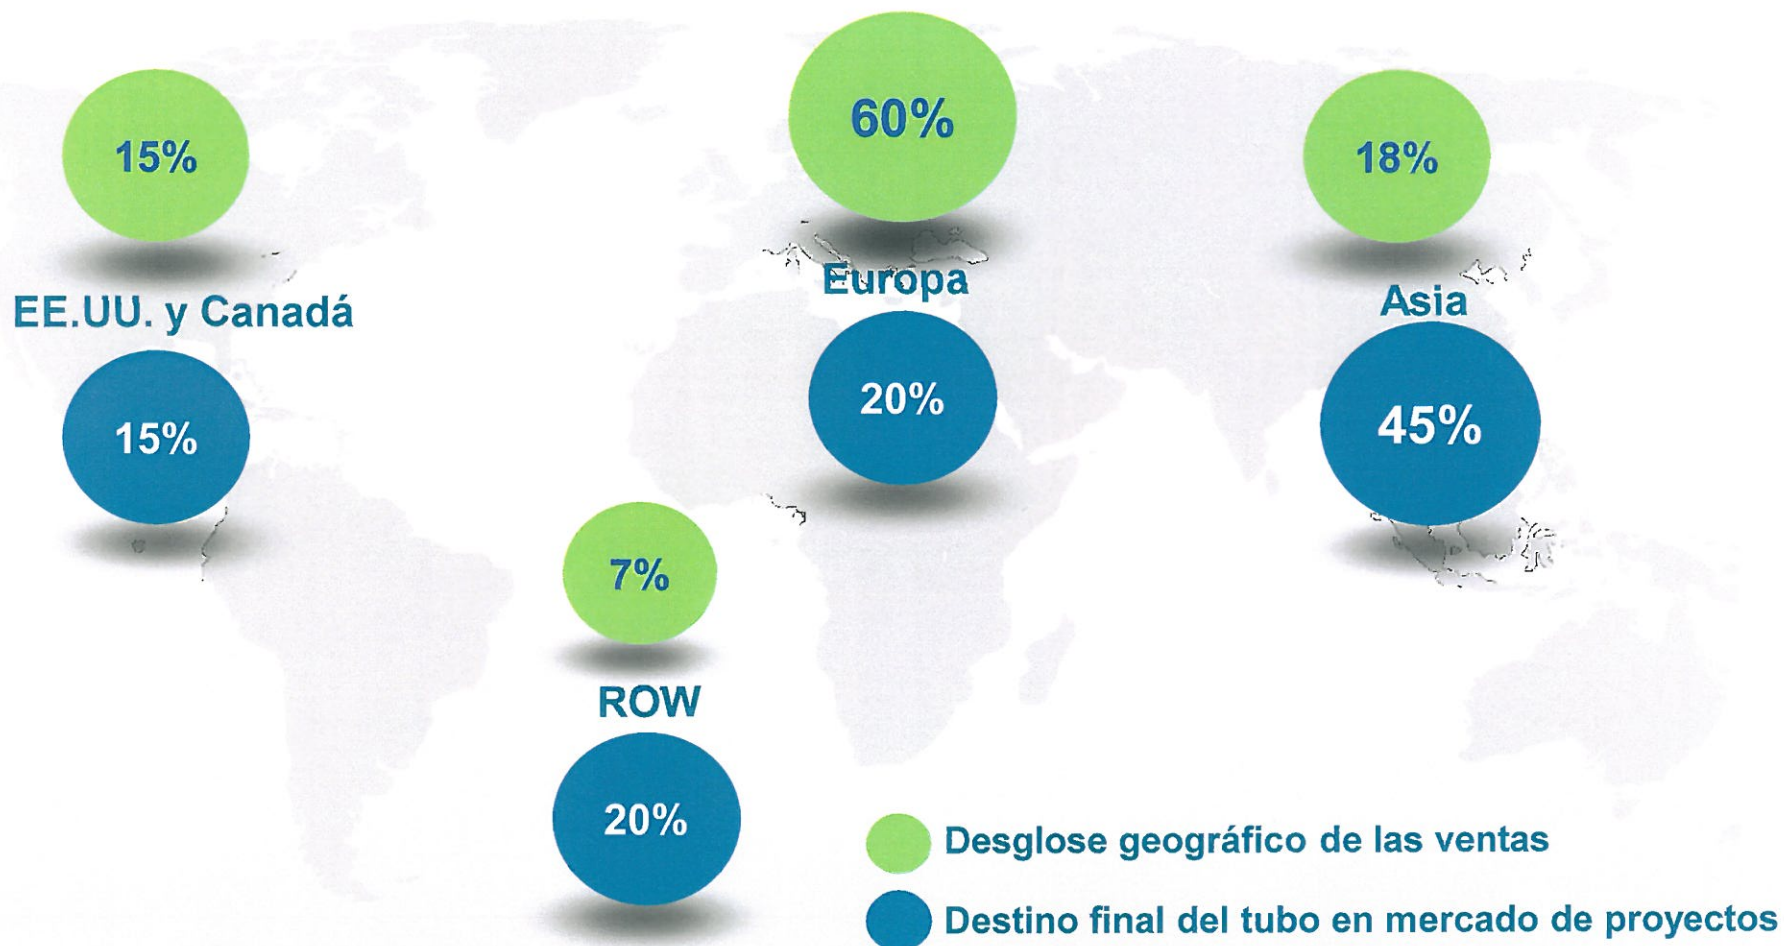 60%
15%
18%
Europa
Asia
EE.UU. y Canadá
20%
45%
15%
7%
ROW
20%
Desglose geográfico de las ventas
Destino final del tubo en mercado de proyectos